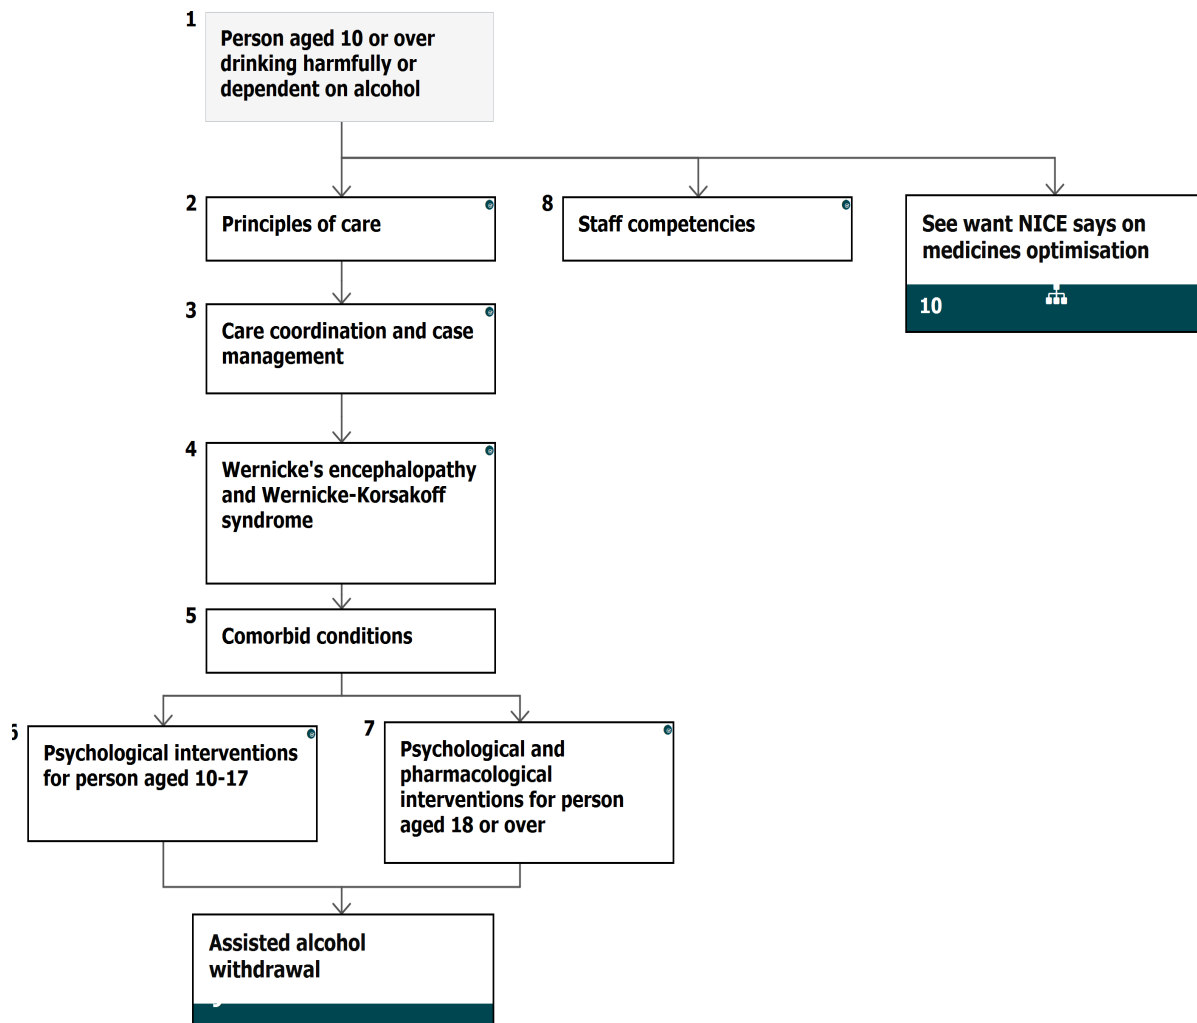 1
Person aged 10 or over
drinking harmfully or
dependent on alcohol
2
Principles of care
8
Staff competencies
See want NICE says on
medicines optimisation
10
3
Care coordination and case
management
4
Wernicke's encephalopathy
and Wernicke-Korsakoff
syndrome
5
Comorbid conditions
Psychological interventions
for person aged 10-17
7
Psychological and
pharmacological
interventions for person
aged 18 or over
Assisted alcohol
withdrawal